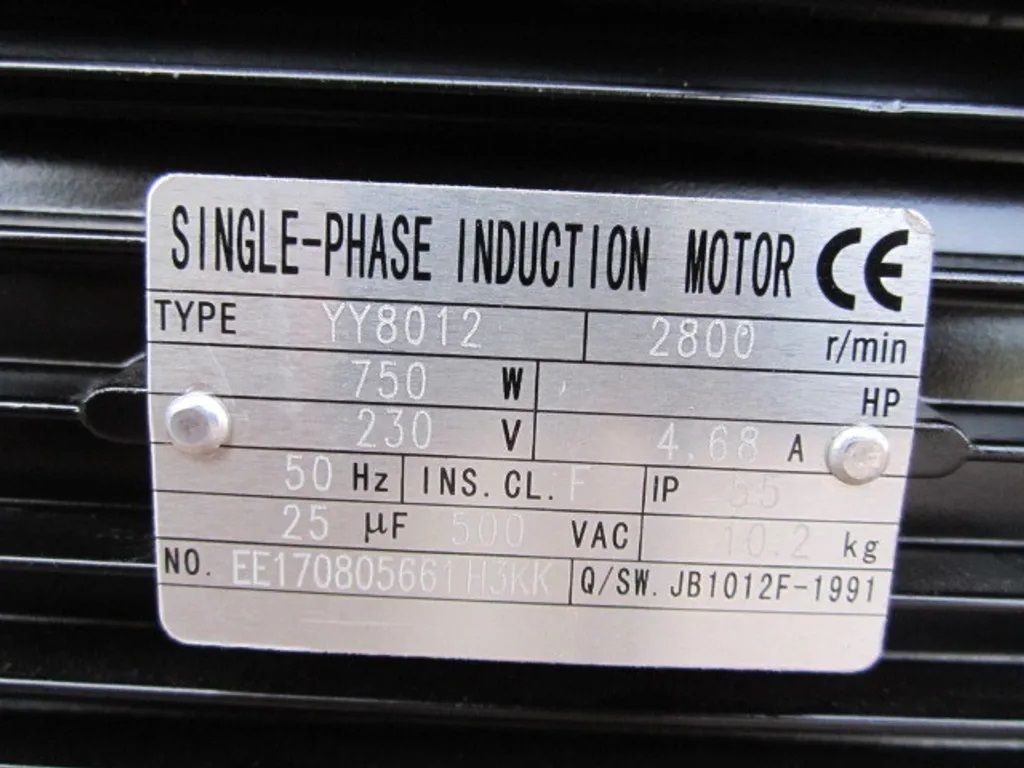 SINGLE-PHASE INDUCTION MOTOR CE
TYPE YY8012 2800 r/min
750 W HP
230 V 4.68 A
50 Hz INS. CL. F IP 55
25 μF 500 VAC 10.2 kg
NO. EE170805661H3KK Q/SW. JB1012F-1991